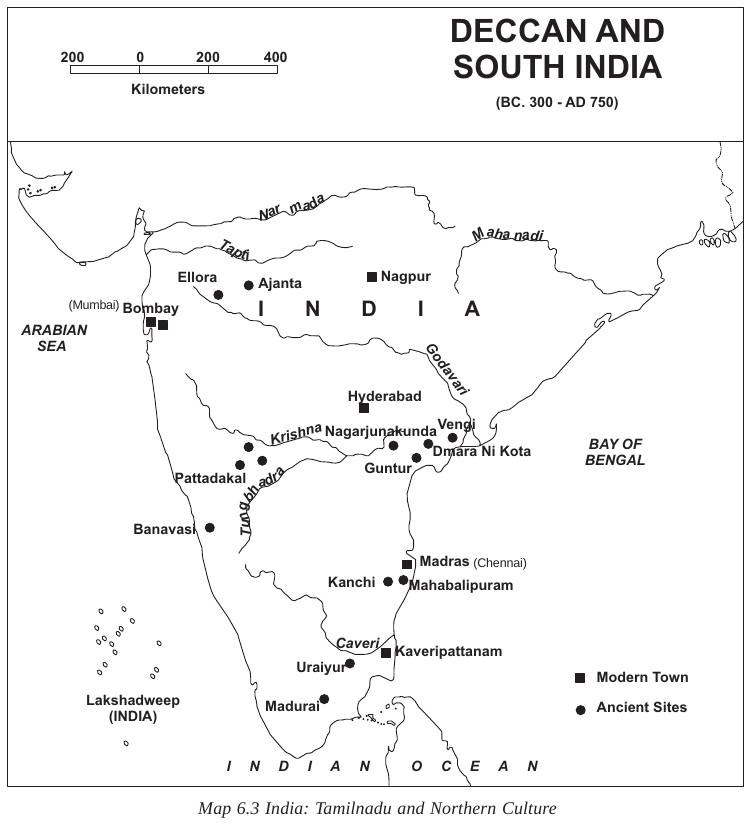 DECCAN AND
SOUTH INDIA
(BC. 300 - AD 750)
200 0 200 400
Kilometers
Narmada
Mahanadi
Tapti
Ellora
Ajanta
Nagpur
(Mumbai) Bombay
I N D I A
ARABIAN
SEA
Godavari
Hyderabad
Krishna
Nagarjunakunda
Vengi
Dmara Ni Kota
BAY OF
BENGAL
Guntur
Pattadakal
Tungbhadra
Banavasi
Madras (Chennai)
Kanchi
Mahabalipuram
Caveri
Kaveripattanam
Uraiyur
Modern Town
Lakshadweep
(INDIA)
Madurai
Ancient Sites
I N D I A N O C E A N
Map 6.3 India: Tamilnadu and Northern Culture